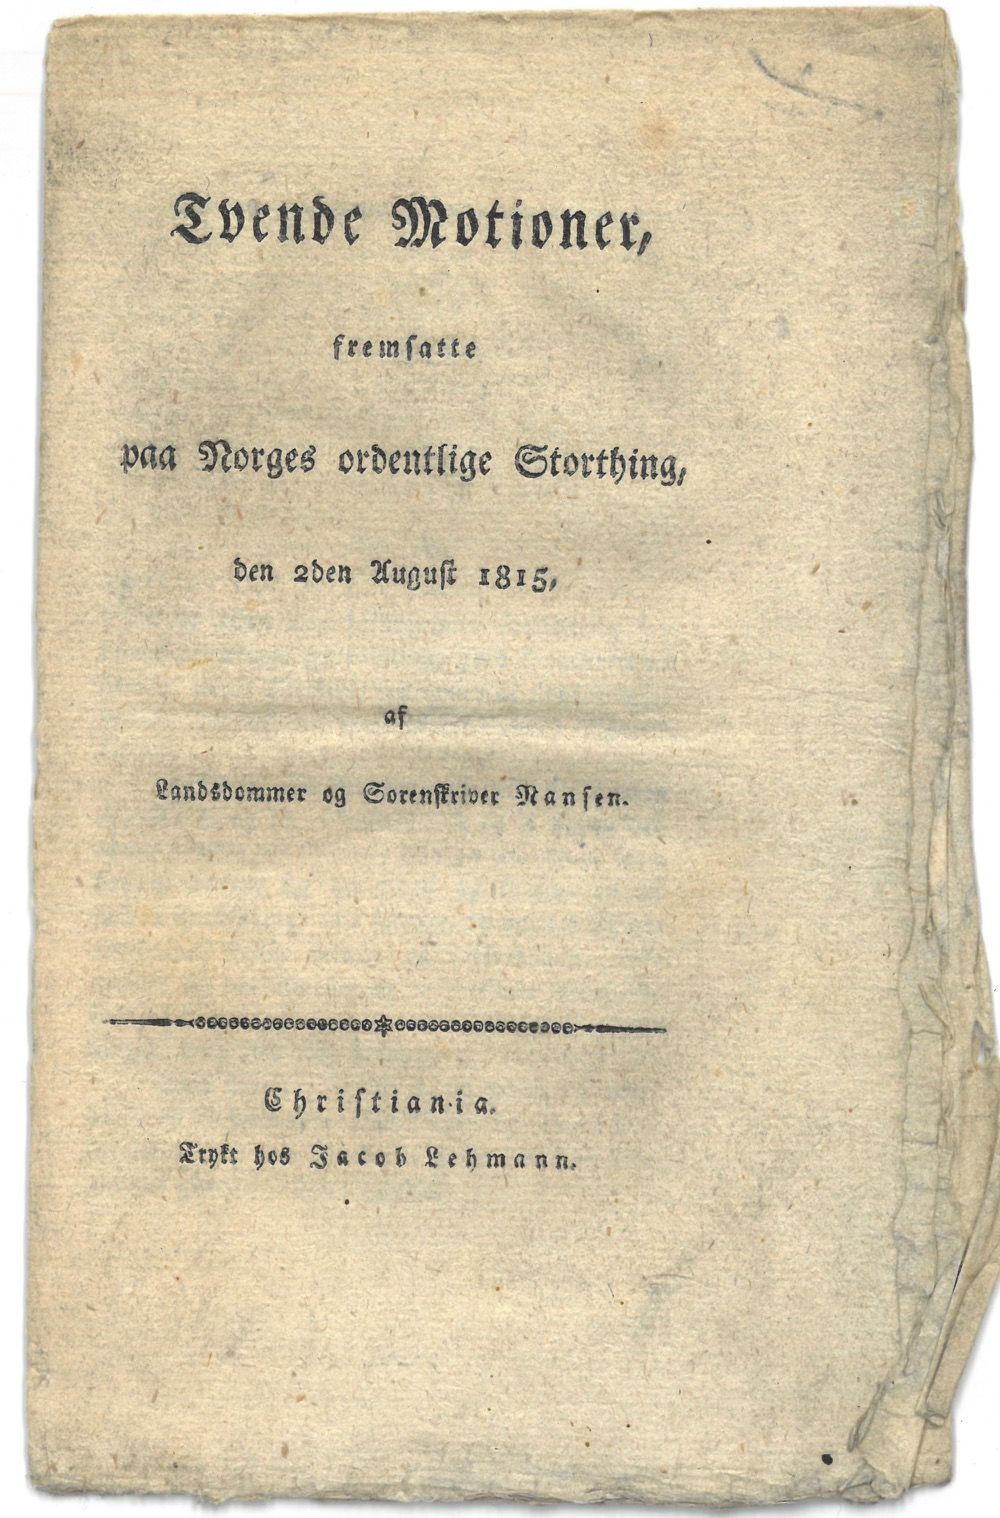 Tvende Motioner,
fremsatte
paa Norges ordentlige Storthing,
den 2den August 1815,
af
Landsdommer og Sorenskriver Nansen.
Christiania.
Trykt hos Jacob Lehmann.